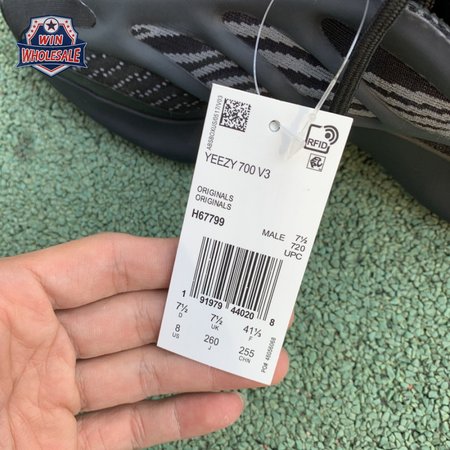 WIN
WHOLESALE
RFID
YEEZY 700 V3
ORIGINALS
ORIGINALS
H67799
MALE 7½
720
UPC
1 91979 44020 8
7½ 7½ 41⅓
D UK F
8 260 255
US J CHN